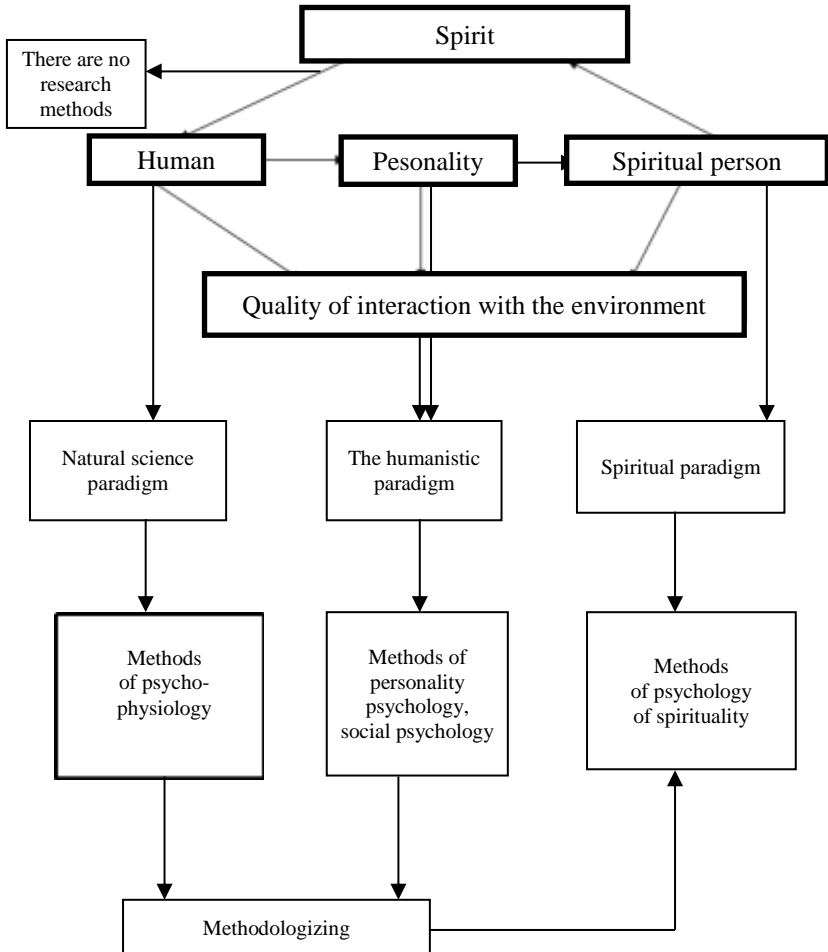 Spirit
There are no
research
methods
Human
Pesonality
Spiritual person
Quality of interaction with the environment
Natural science
paradigm
The humanistic
paradigm
Spiritual paradigm
Methods
of psycho-
physiology
Methods of
personality
psychology,
social psychology
Methods
of psychology
of spirituality
Methodologizing